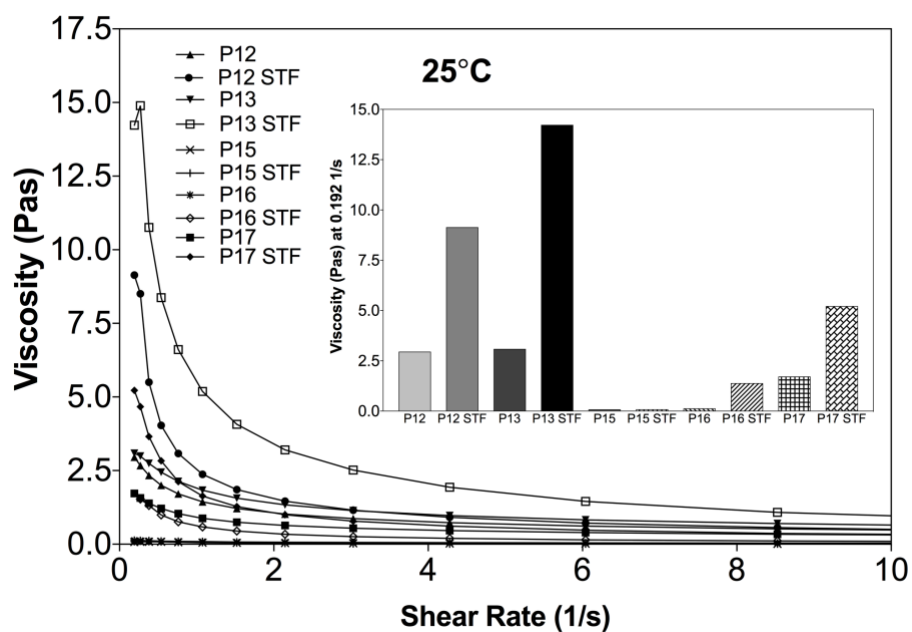 17.5
15.0
12.5
10.0
7.5
5.0
2.5
0.0
Viscosity (Pas)
P12
P12 STF
P13
P13 STF
P15
P15 STF
P16
P16 STF
P17
P17 STF
25°C
15.0
12.5
10.0
7.5
5.0
2.5
0.0
Viscosity (Pas) at 0.192 1/s
P12 P12 STF P13 P13 STF P15 P15 STF P16 P16 STF P17 P17 STF
0 2 4 6 8 10
Shear Rate (1/s)